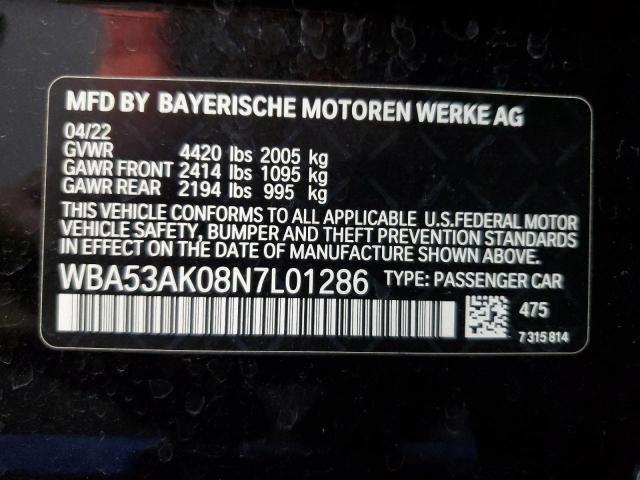 MFD BY BAYERISCHE MOTOREN WERKE AG
04/22
GVWR 4420 lbs 2005 kg
GAWR FRONT 2414 lbs 1095 kg
GAWR REAR 2194 lbs 995 kg
THIS VEHICLE CONFORMS TO ALL APPLICABLE U.S.FEDERAL MOTOR
VEHICLE SAFETY, BUMPER AND THEFT PREVENTION STANDARDS
IN EFFECT ON THE DATE OF MANUFACTURE SHOWN ABOVE.
WBA53AK08N7L01286 TYPE: PASSENGER CAR
475
7 315 814